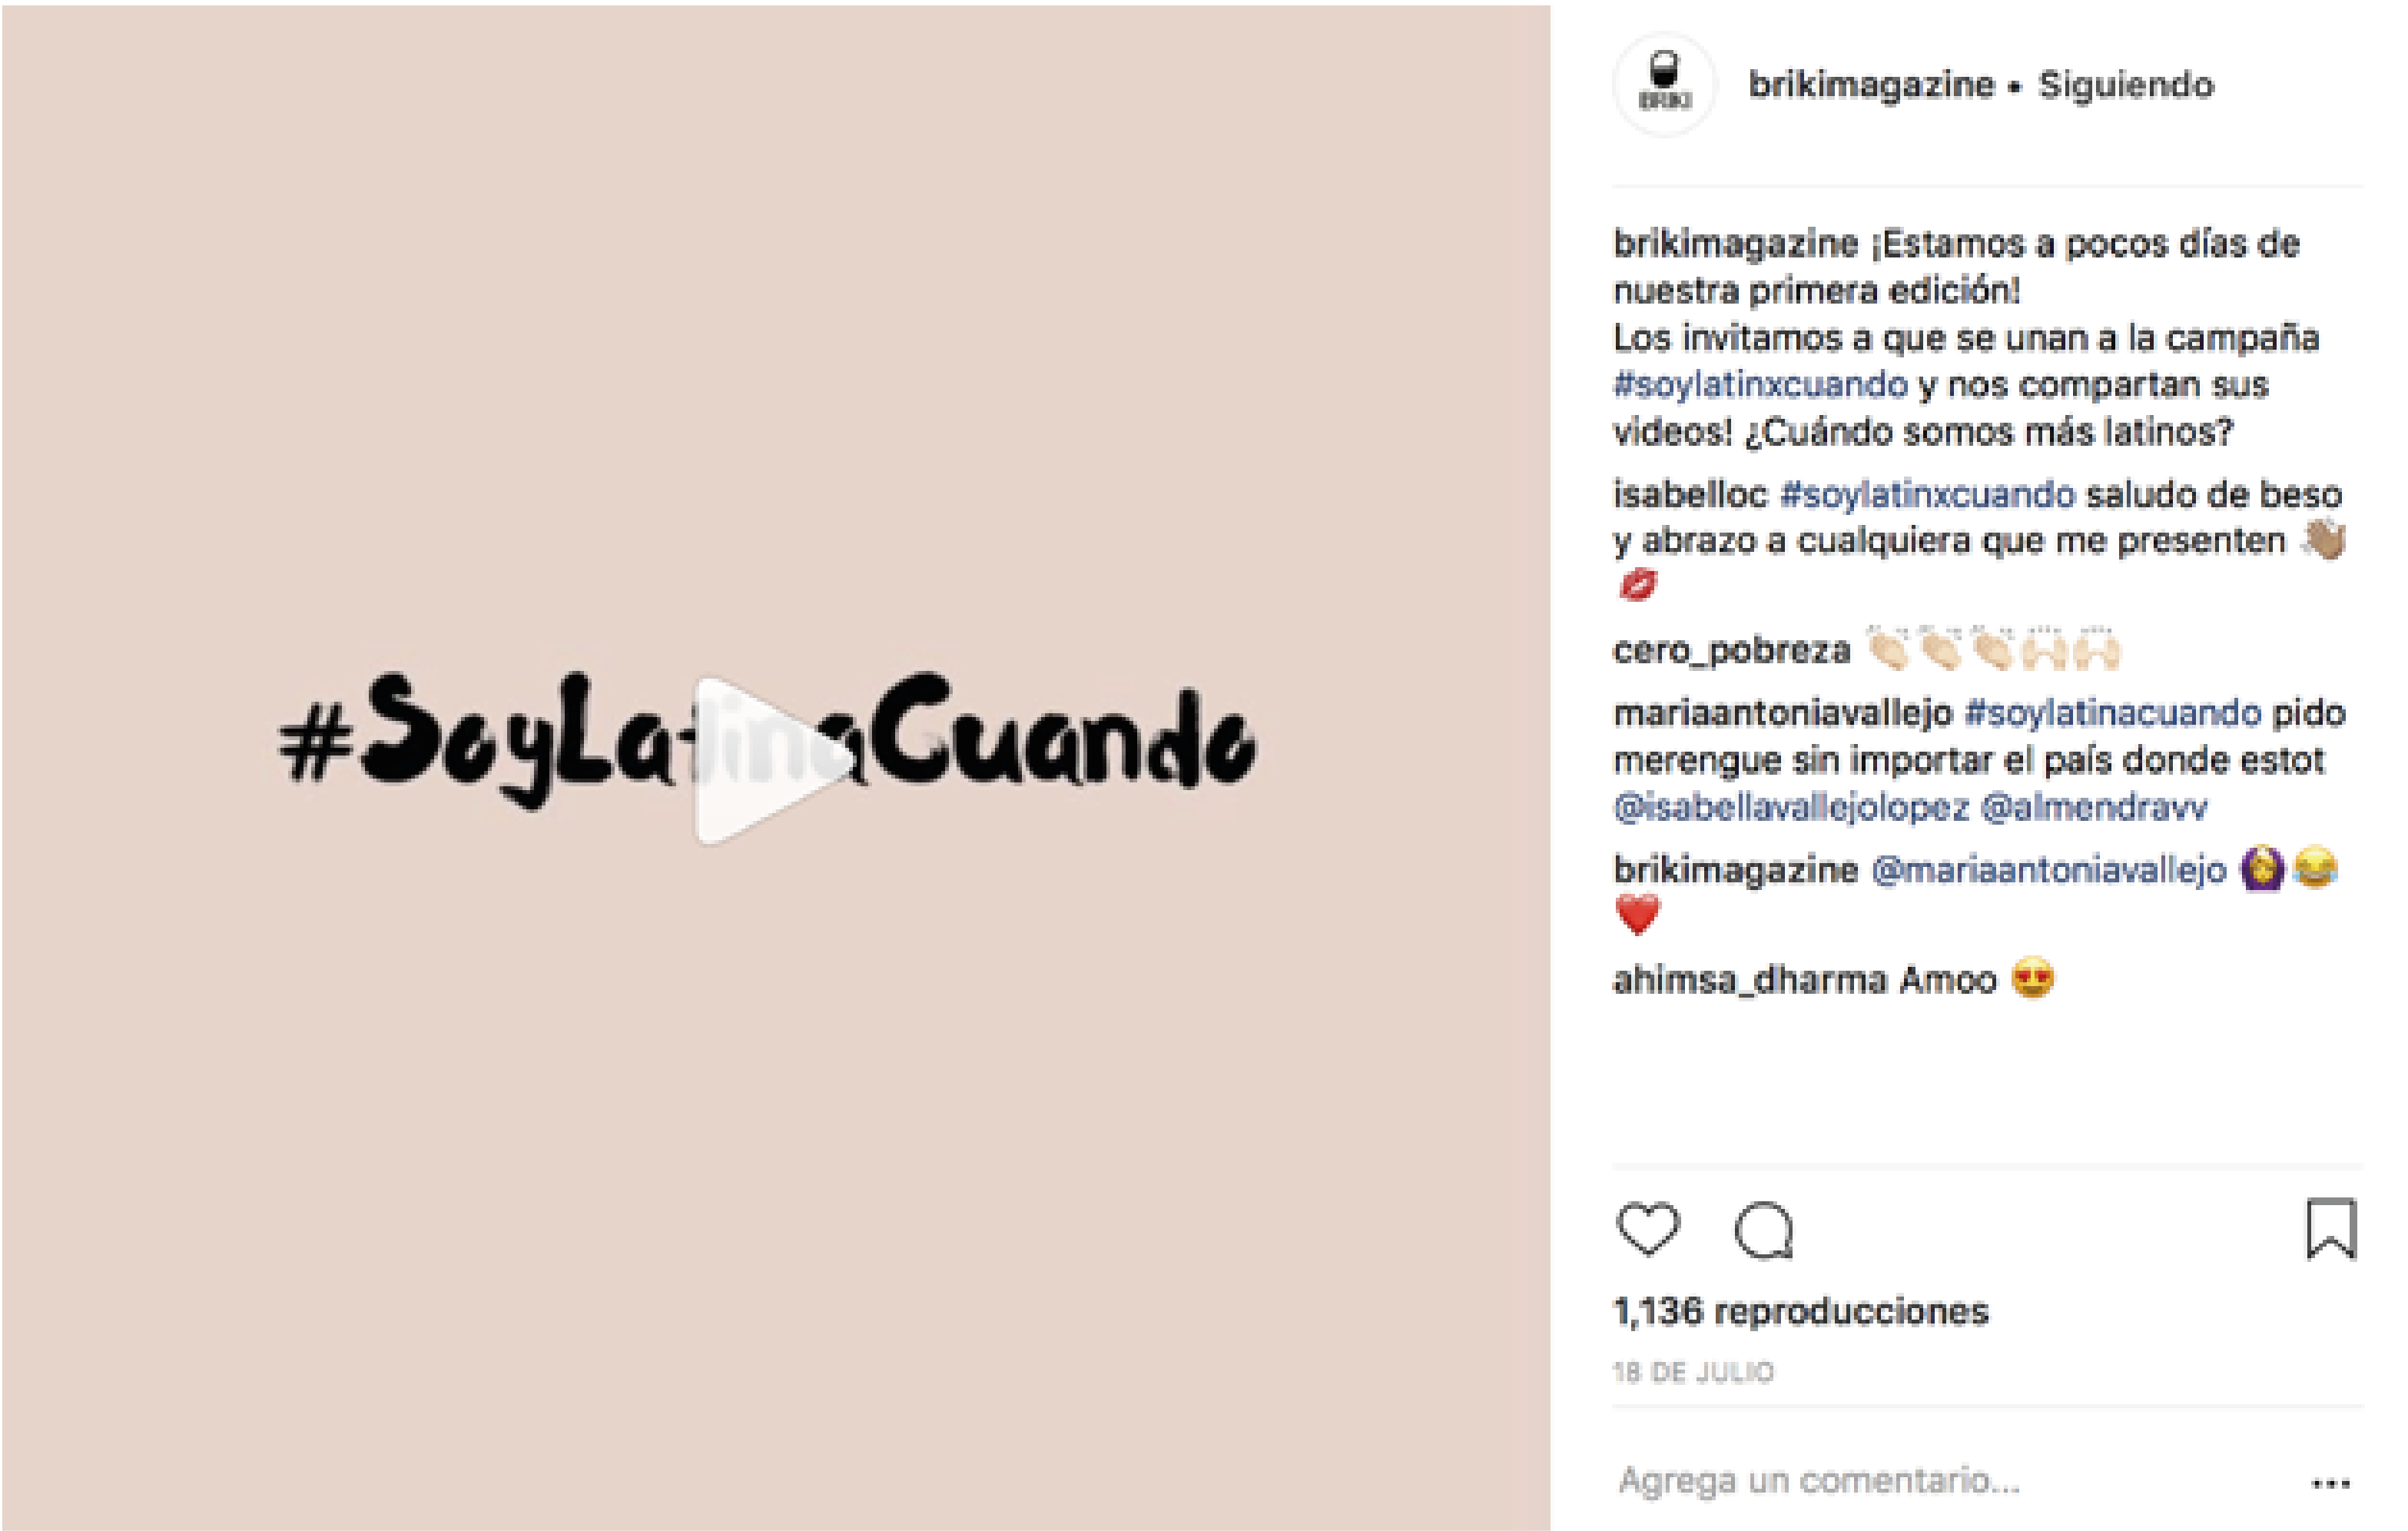 #SoyLatinaCuando
BRIKI
brikimagazine • Siguiendo
brikimagazine ¡Estamos a pocos días de
nuestra primera edición!
Los invitamos a que se unan a la campaña
#soylatinxcuando y nos compartan sus
videos! ¿Cuándo somos más latinos?
isabelloc #soylatinxcuando saludo de beso
y abrazo a cualquiera que me presenten 👋🏽
💋
cero_pobreza 👏🏻👏🏻👏🏻🙌🏻🙌🏻
mariaantoniavallejo #soylatinacuando pido
merengue sin importar el país donde estot
@isabellavallejolopez @almendravv
brikimagazine @mariaantoniavallejo 🙆😂
❤️
ahimsa_dharma Amoo 😍
1,136 reproducciones
18 DE JULIO
Agrega un comentario...